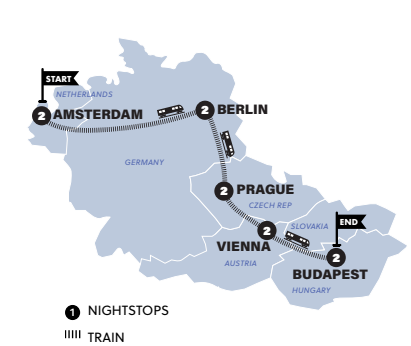 START
NETHERLANDS
2 AMSTERDAM
2 BERLIN
GERMANY
2 PRAGUE
CZECH REP
SLOVAKIA
END
2
VIENNA
AUSTRIA
2
BUDAPEST
HUNGARY
1 NIGHTSTOPS
TRAIN